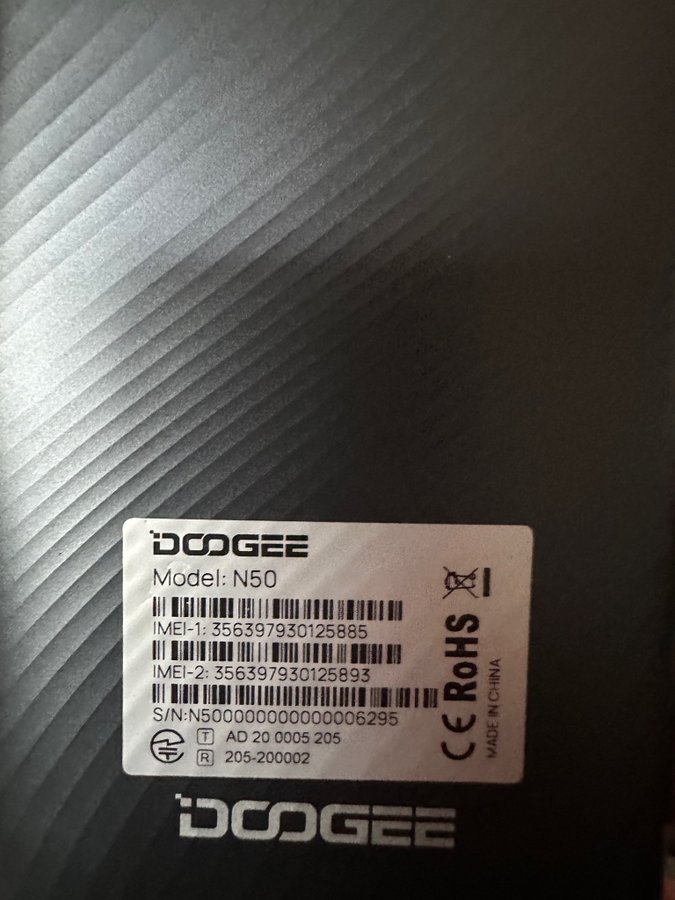 DOOGEE
Model: N50
IMEI-1: 356397930125885
IMEI-2: 356397930125893
S/N:N5000000000000006295
T AD 20 0005 205
R 205-200002
CE RoHS
MADE IN CHINA
DOOGEE